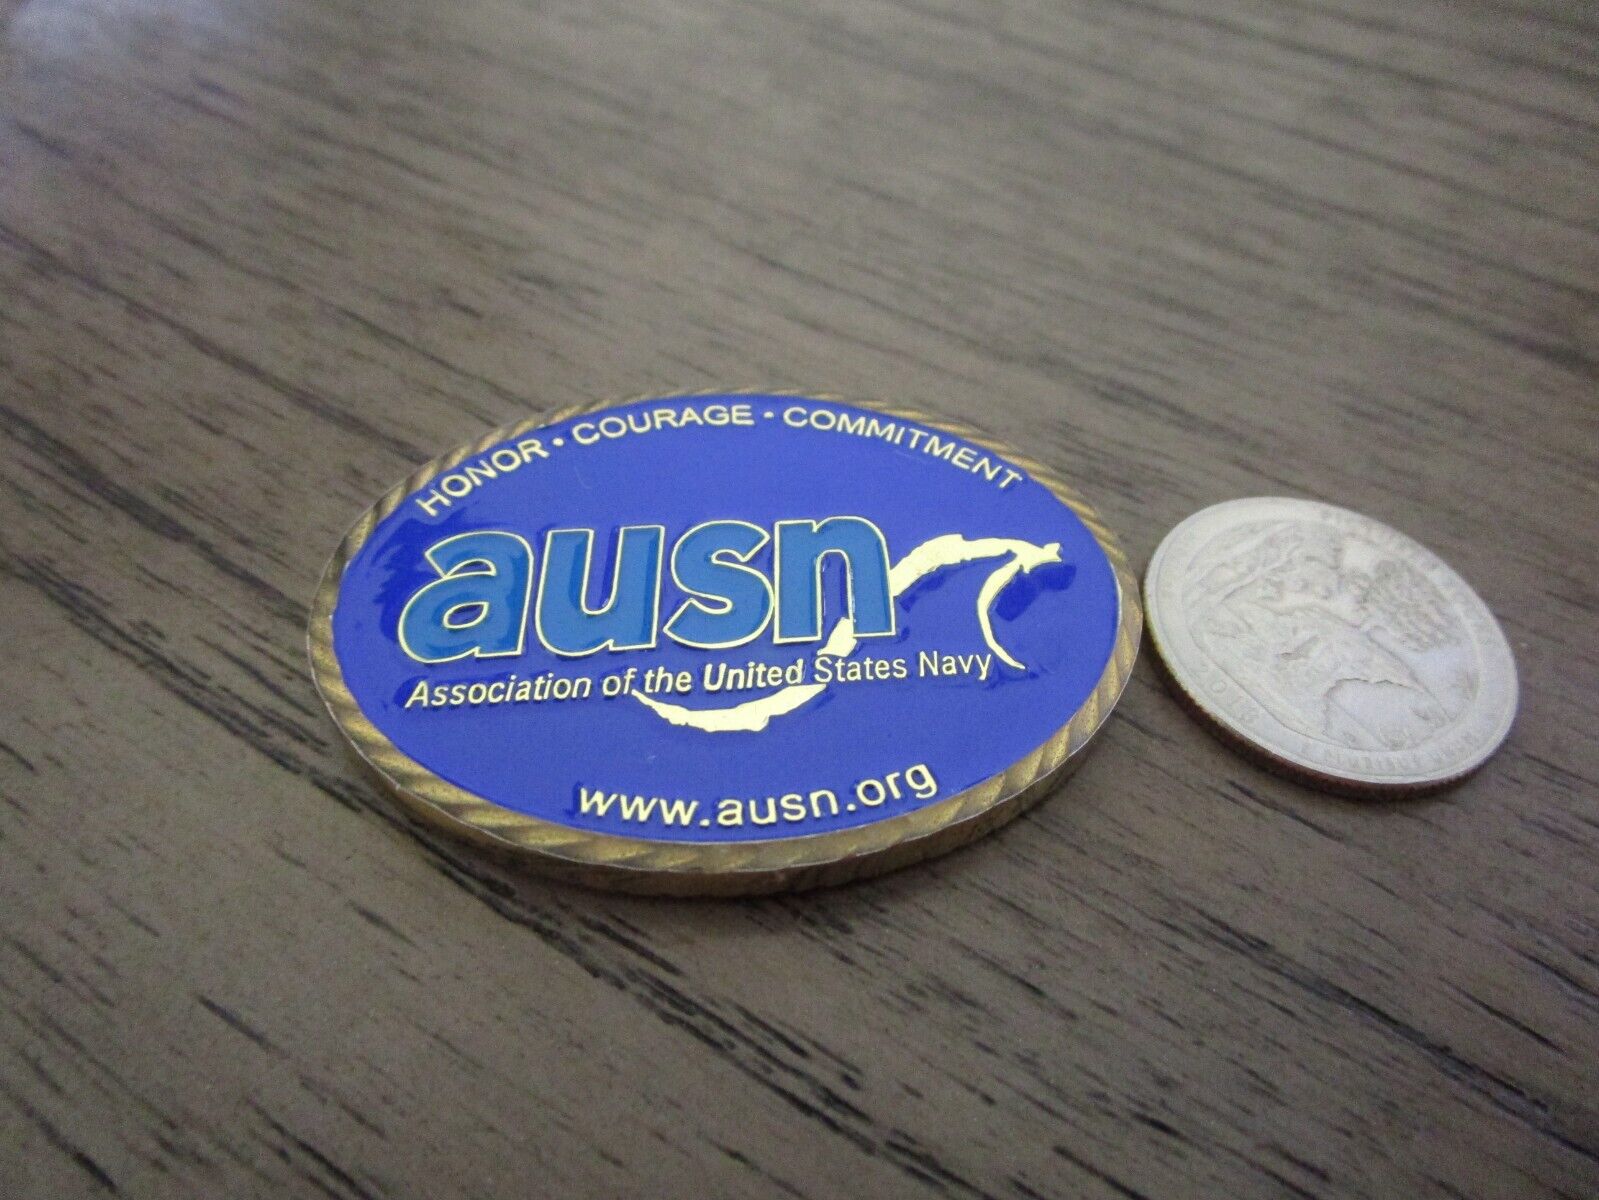 HONOR • COURAGE • COMMITMENT
ausn
Association of the United States Navy
www.ausn.org